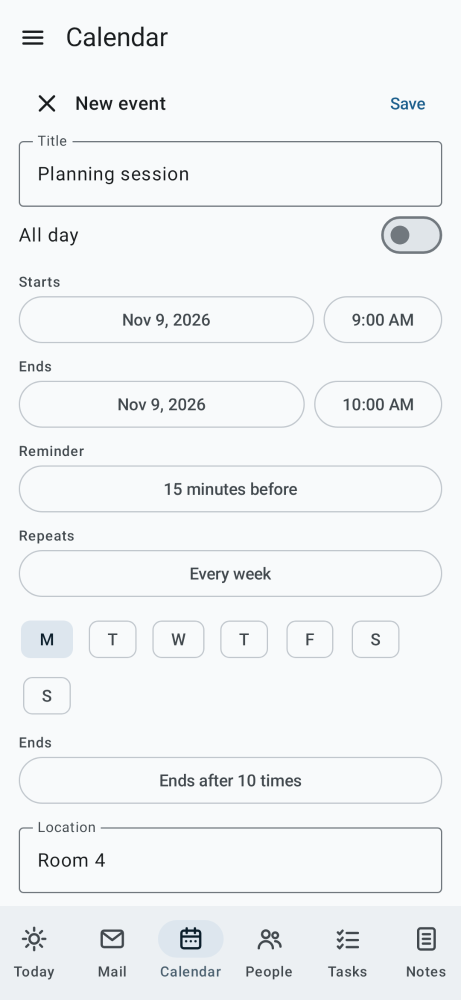 Calendar
New event
Save
Title
Planning session
All day
Starts
Nov 9, 2026
9:00 AM
Ends
Nov 9, 2026
10:00 AM
Reminder
15 minutes before
Repeats
Every week
M T W T F S
S
Ends
Ends after 10 times
Location
Room 4
Today Mail Calendar People Tasks Notes